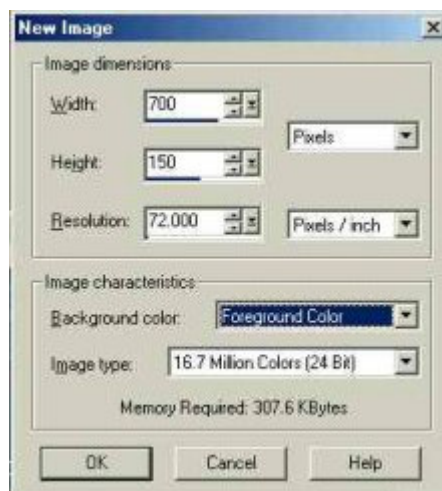 New Image
Image dimensions
Width: 700
Pixels
Height: 150
Resolution: 72.000 Pixels / inch
Image characteristics
Background color: Foreground Color
Image type: 16.7 Million Colors (24 Bit)
Memory Required: 307.6 KBytes
OK Cancel Help